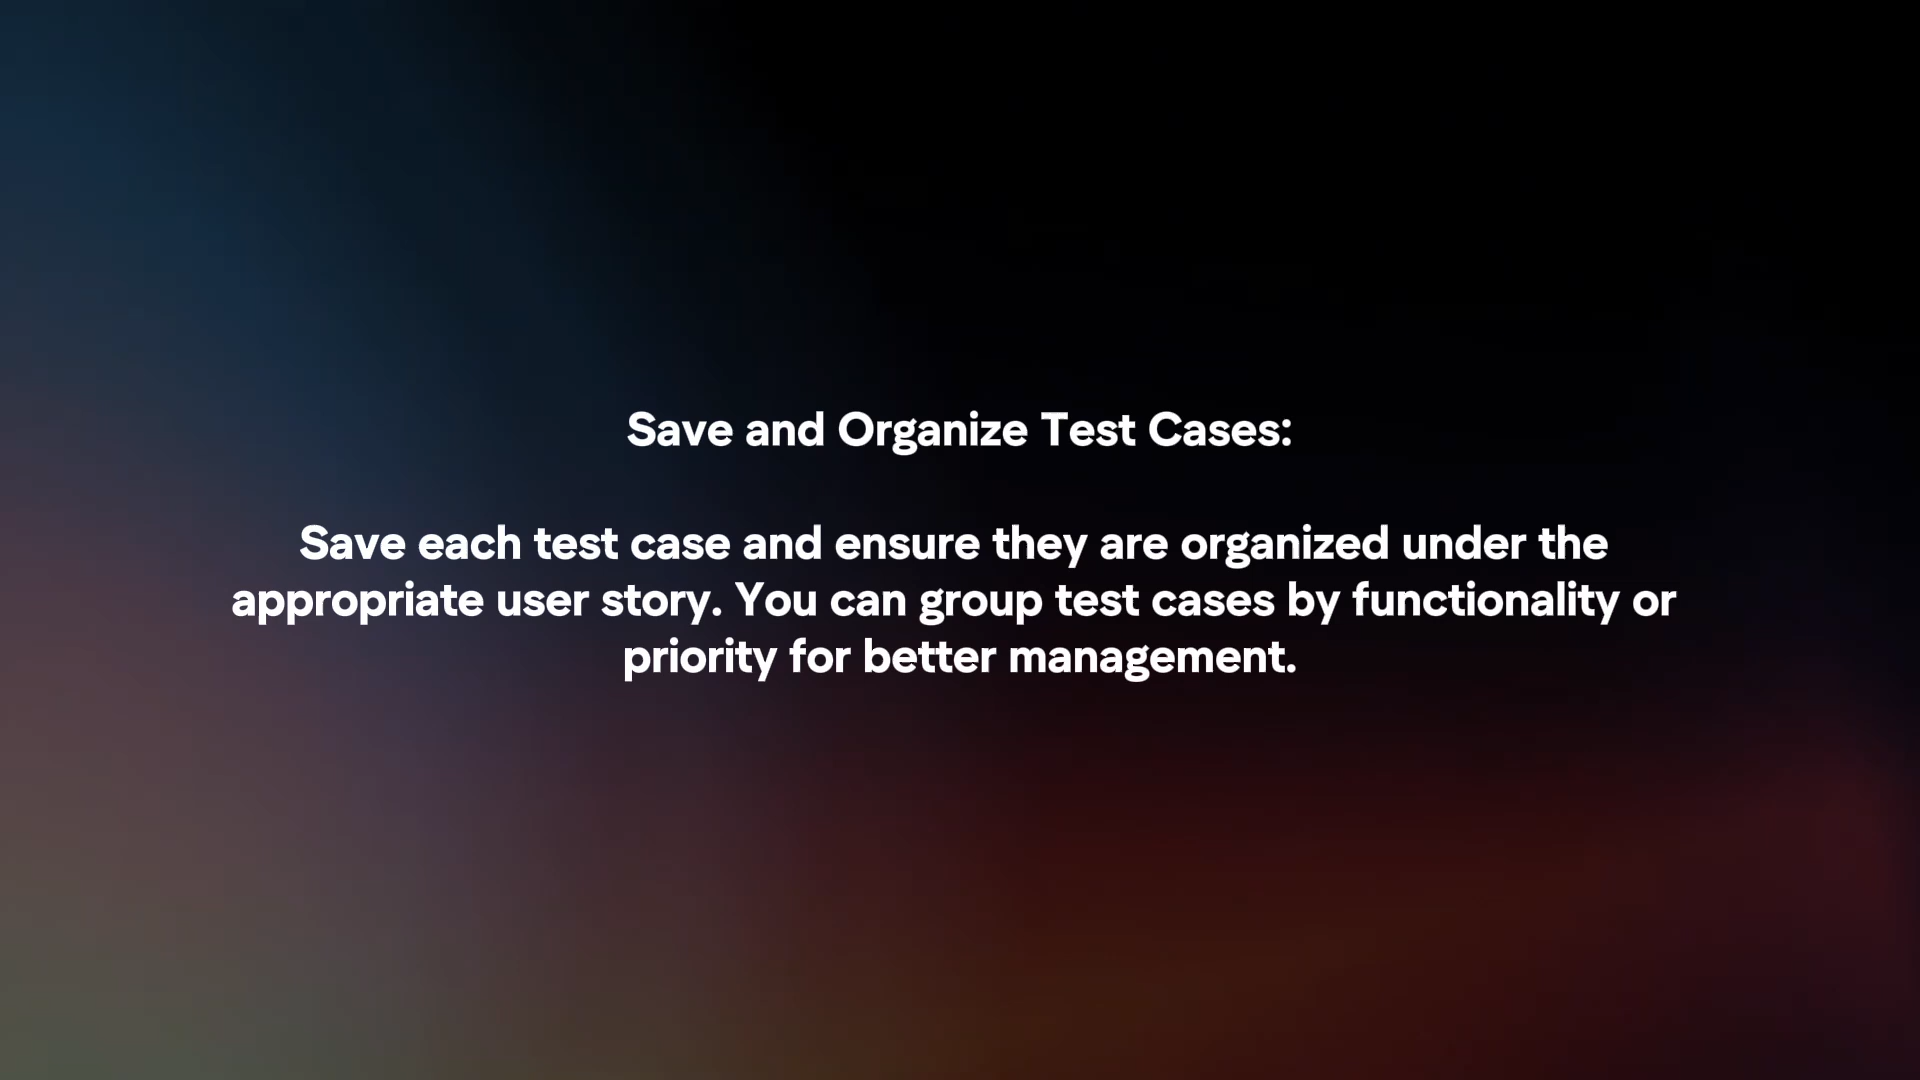 Save and Organize Test Cases:
Save each test case and ensure they are organized under the
appropriate user story. You can group test cases by functionality or
priority for better management.